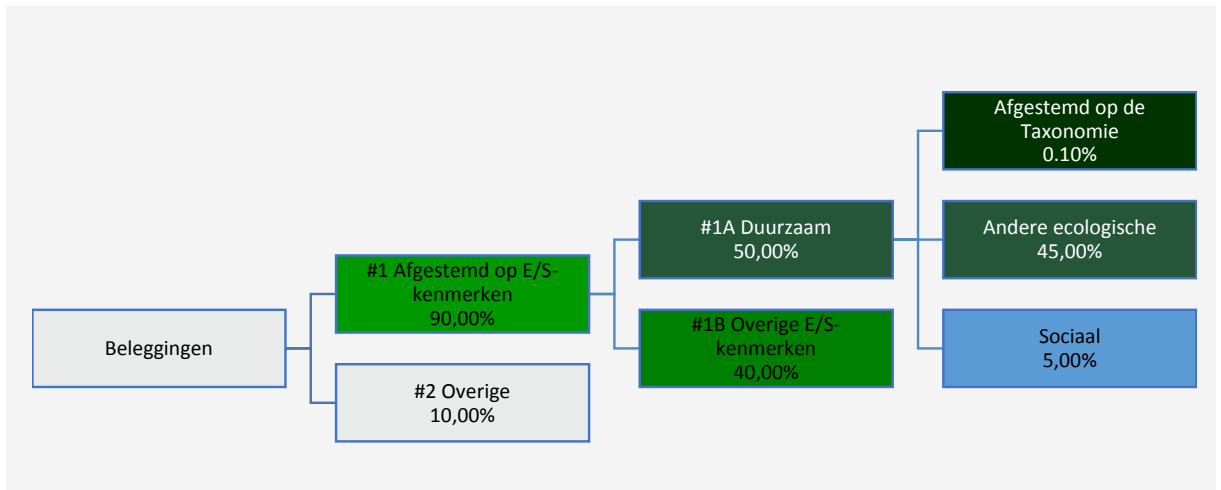 Beleggingen
#1 Afgestemd op E/S-
kenmerken
90,00%
#2 Overige
10,00%
#1A Duurzaam
50,00%
#1B Overige E/S-
kenmerken
40,00%
Afgestemd op de
Taxonomie
0.10%
Andere ecologische
45,00%
Sociaal
5,00%